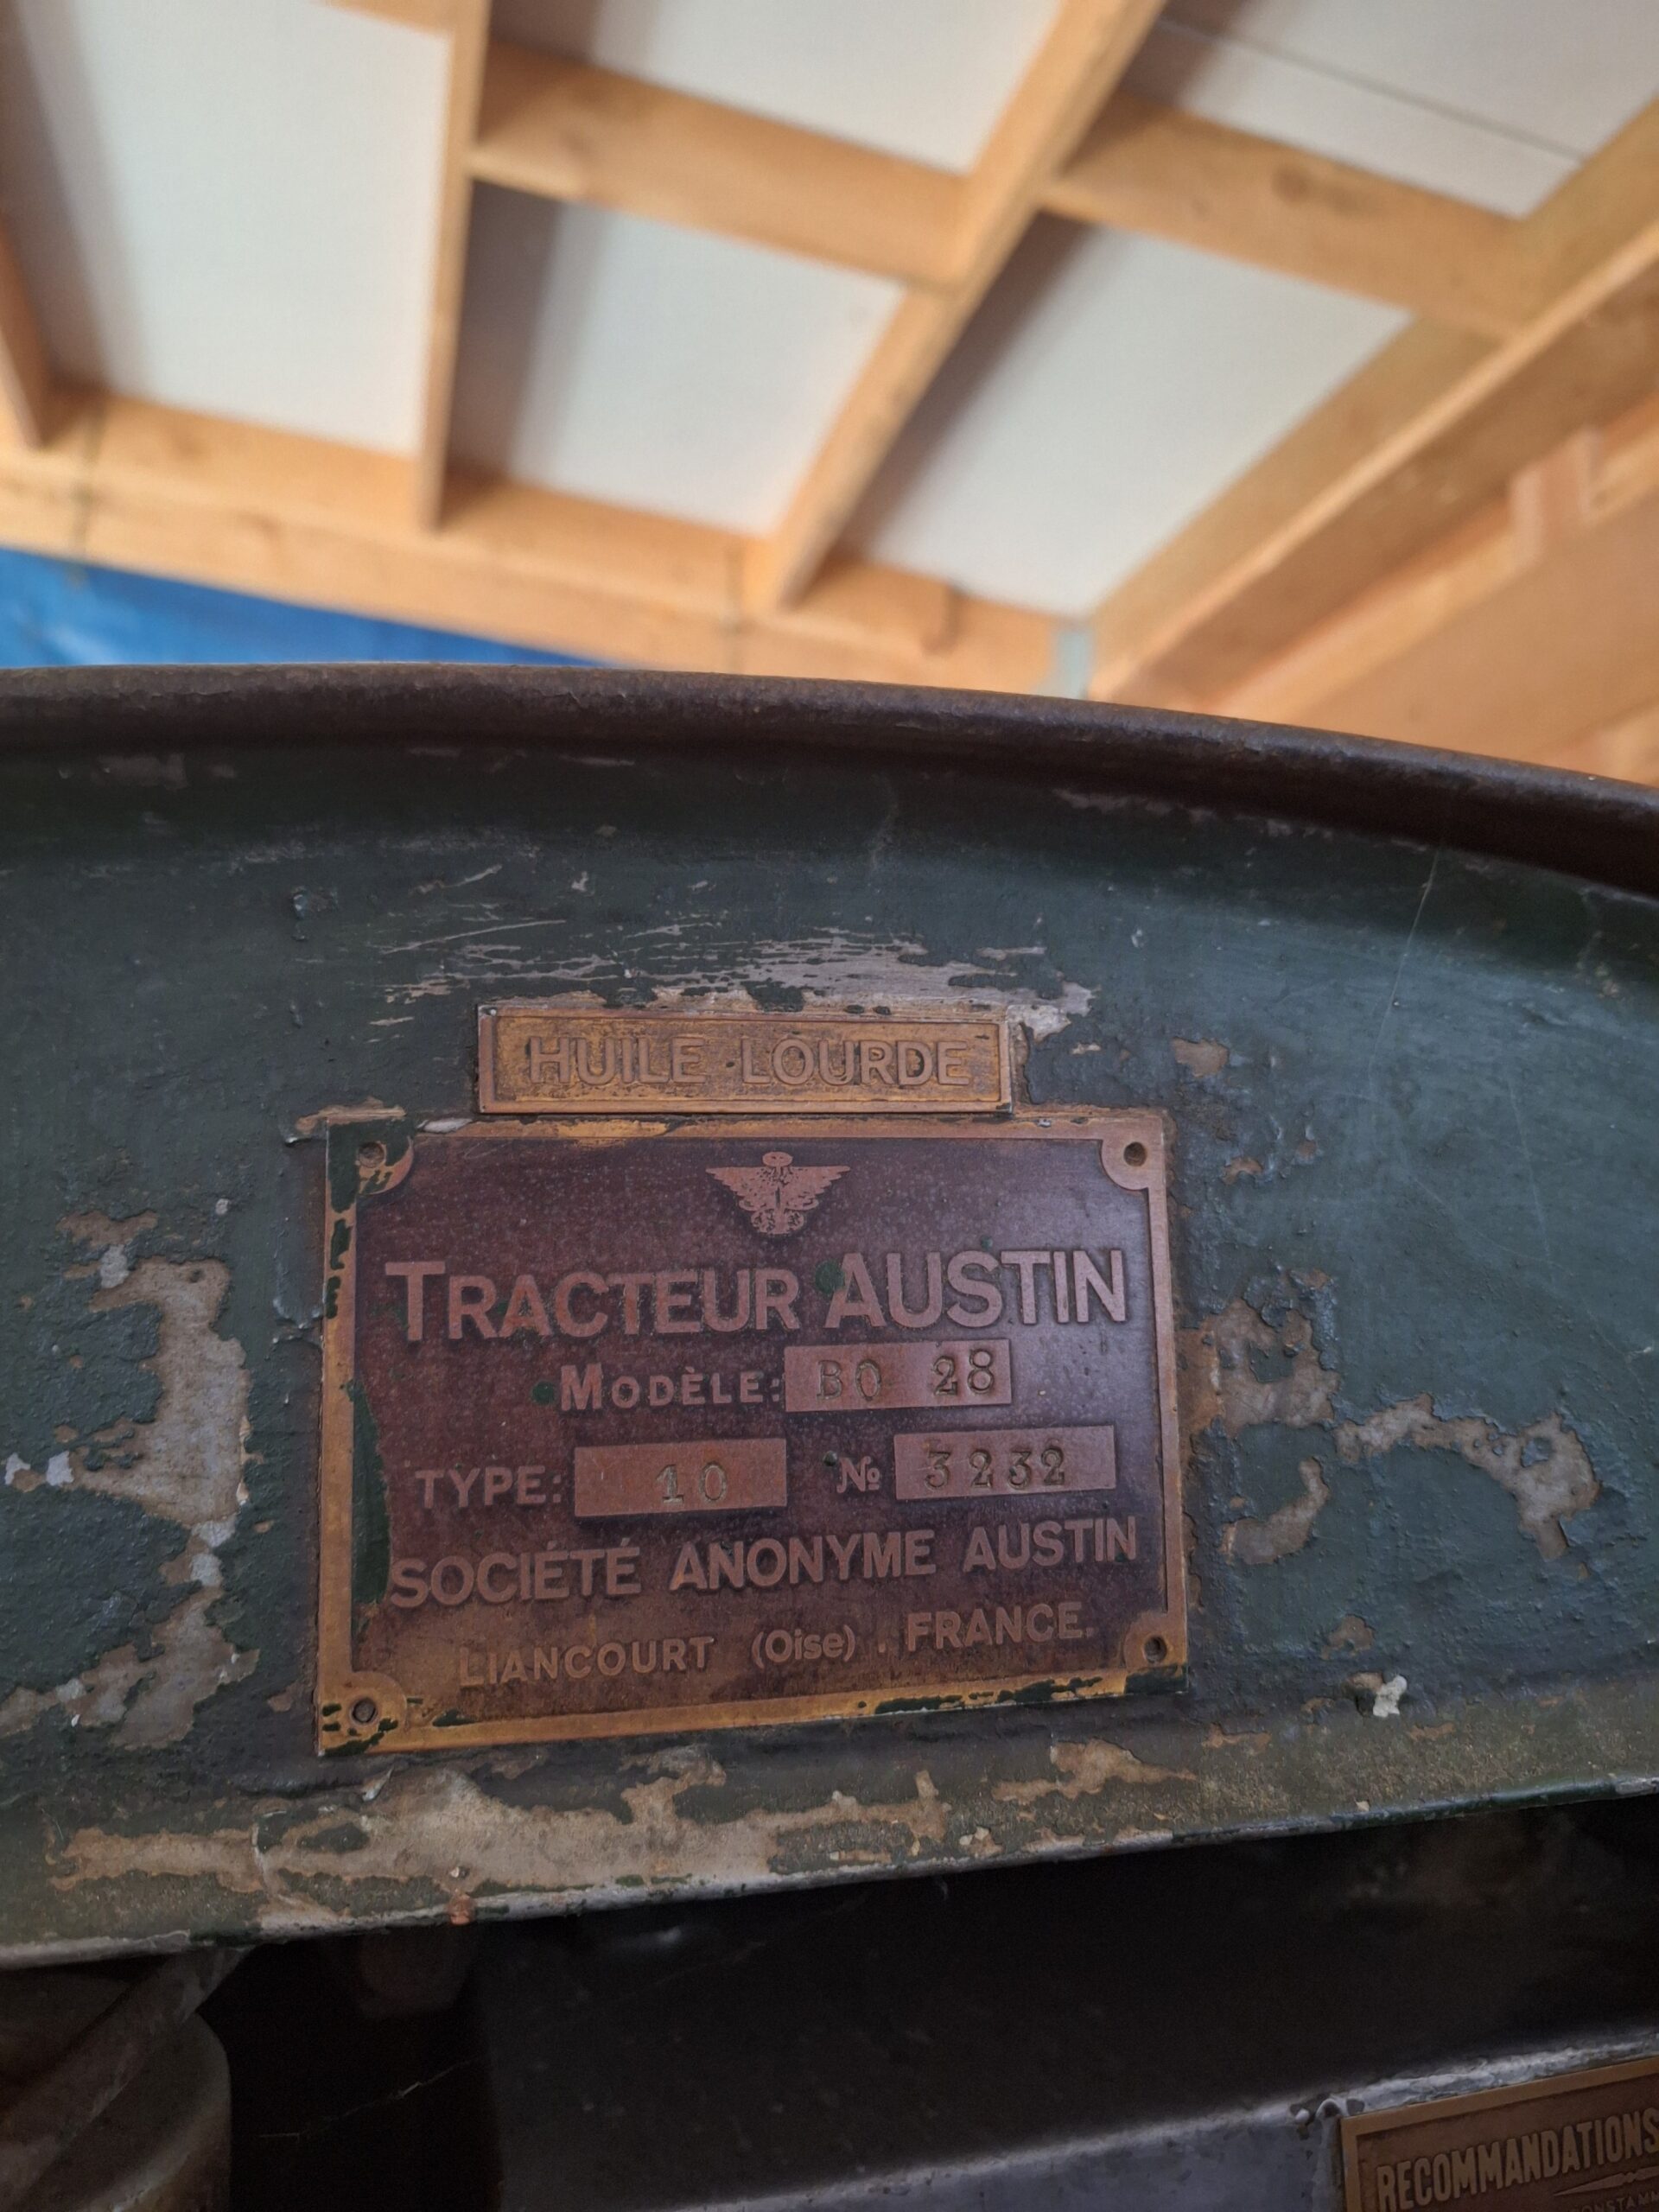 HUILE LOURDE
TRACTEUR AUSTIN
MODÈLE: BO 28
TYPE: 10 № 3232
SOCIÉTÉ ANONYME AUSTIN
LIANCOURT (Oise). FRANCE.
RECOMMANDATIONS